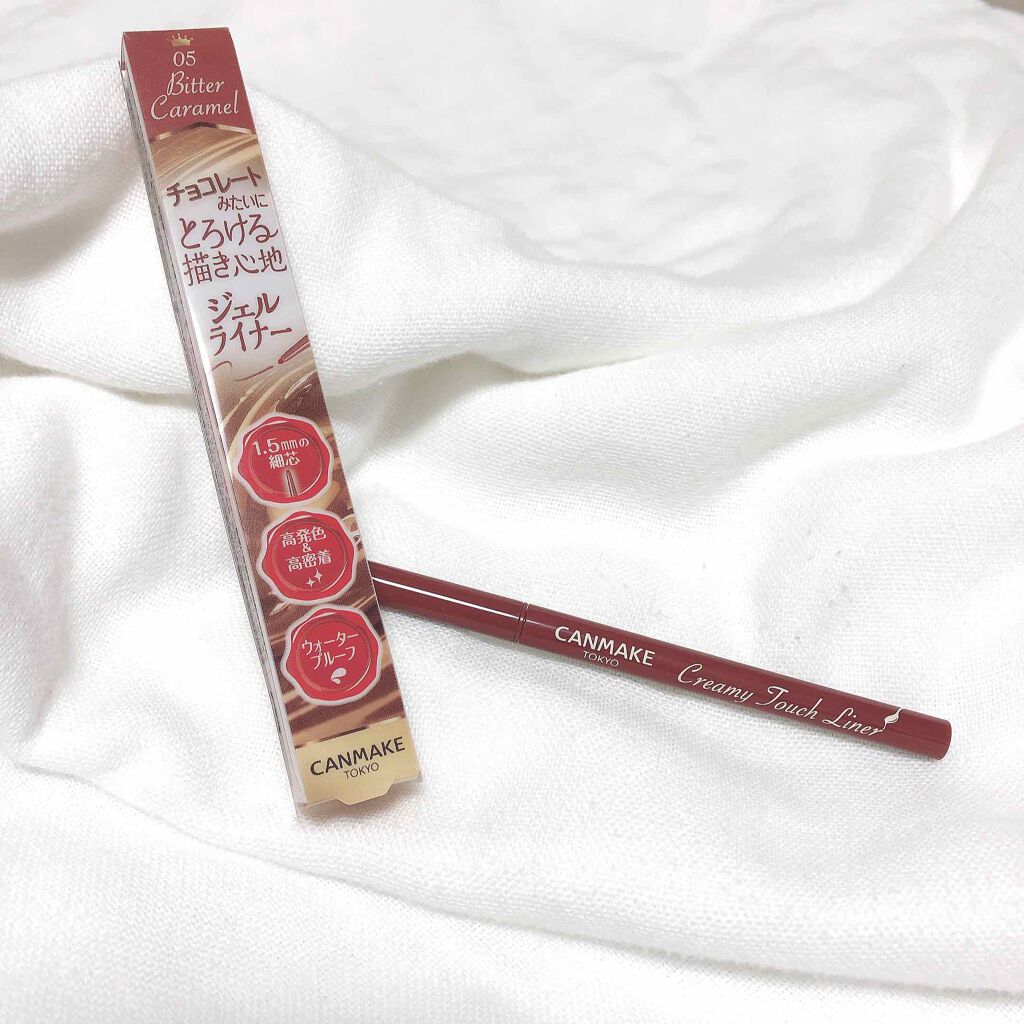 05
Bitter
Caramel
チョコレート
みたいに
とろける
描き心地
ジェル
ライナー
1.5mmの
細芯
高発色
&
高密着
ウォーター
プルーフ
CANMAKE
TOKYO
CANMAKE
TOKYO
Creamy Touch Liner